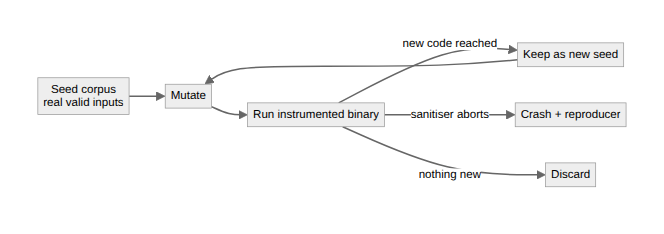 Seed corpus
real valid inputs
Mutate
Run instrumented binary
new code reached
Keep as new seed
sanitiser aborts
Crash + reproducer
nothing new
Discard